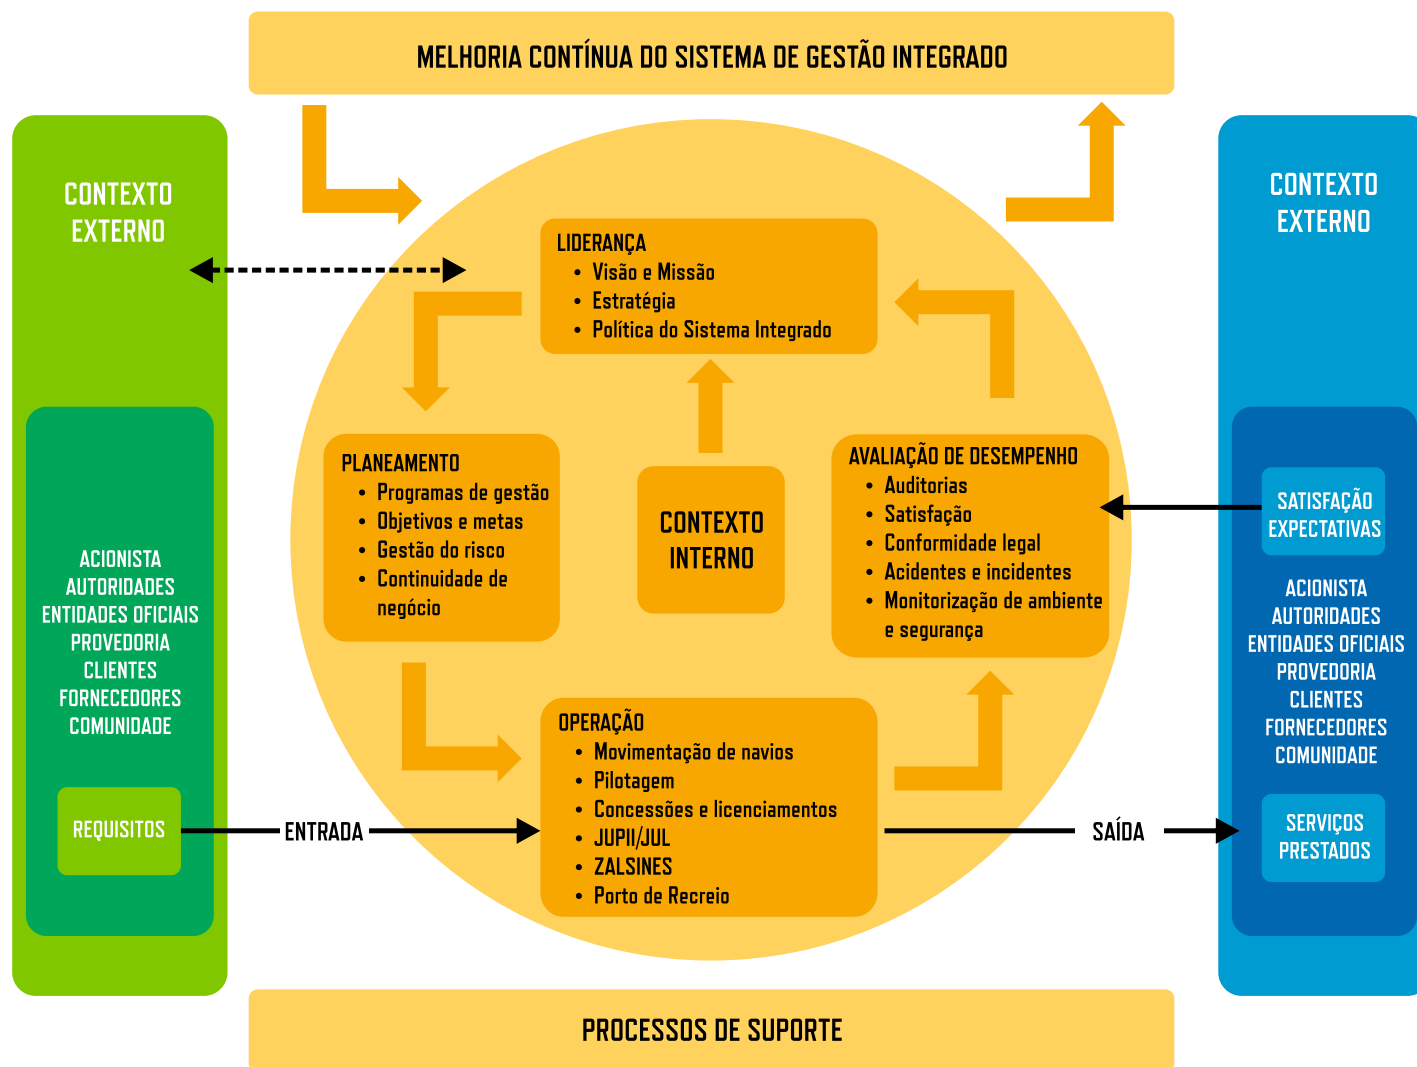 MELHORIA CONTÍNUA DO SISTEMA DE GESTÃO INTEGRADO
CONTEXTO
EXTERNO
ACIONISTA
AUTORIDADES
ENTIDADES OFICIAIS
PROVEDORIA
CLIENTES
FORNECEDORES
COMUNIDADE
REQUISITOS
ENTRADA
LIDERANÇA
• Visão e Missão
• Estratégia
• Política do Sistema Integrado
PLANEAMENTO
• Programas de gestão
• Objetivos e metas
• Gestão do risco
• Continuidade de
negócio
CONTEXTO
INTERNO
AVALIAÇÃO DE DESEMPENHO
• Auditorias
• Satisfação
• Conformidade legal
• Acidentes e incidentes
• Monitorização de ambiente
e segurança
OPERAÇÃO
• Movimentação de navios
• Pilotagem
• Concessões e licenciamentos
• JUPII/JUL
• ZALSINES
• Porto de Recreio
SAÍDA
CONTEXTO
EXTERNO
SATISFAÇÃO
EXPECTATIVAS
ACIONISTA
AUTORIDADES
ENTIDADES OFICIAIS
PROVEDORIA
CLIENTES
FORNECEDORES
COMUNIDADE
SERVIÇOS
PRESTADOS
PROCESSOS DE SUPORTE